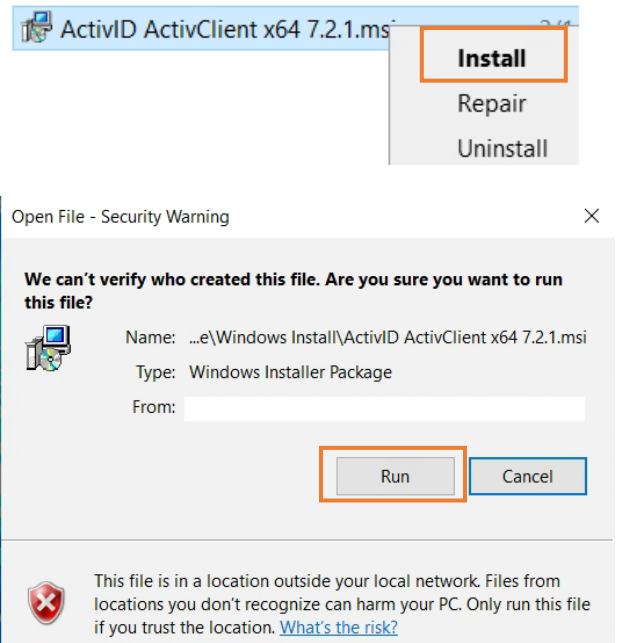 ActivID ActivClient x64 7.2.1.msi
Install
Repair
Uninstall
Open File - Security Warning
We can't verify who created this file. Are you sure you want to run
this file?
Name: ...e\Windows Install\ActivID ActivClient x64 7.2.1.msi
Type: Windows Installer Package
From:
Run Cancel
This file is in a location outside your local network. Files from
locations you don't recognize can harm your PC. Only run this file
if you trust the location. What's the risk?